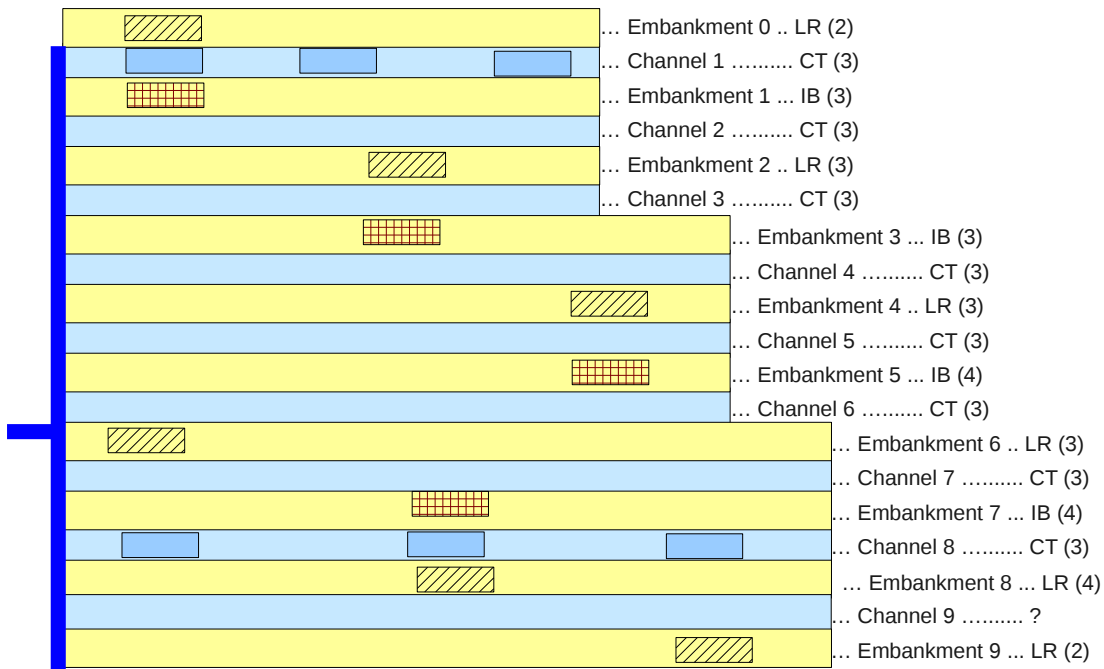 … Embankment 0 .. LR (2)
… Channel 1 …....... CT (3)
… Embankment 1 ... IB (3)
… Channel 2 …....... CT (3)
… Embankment 2 .. LR (3)
… Channel 3 …....... CT (3)
… Embankment 3 ... IB (3)
… Channel 4 …....... CT (3)
… Embankment 4 .. LR (3)
… Channel 5 …....... CT (3)
… Embankment 5 ... IB (4)
… Channel 6 …....... CT (3)
… Embankment 6 .. LR (3)
… Channel 7 …....... CT (3)
… Embankment 7 ... IB (4)
… Channel 8 …....... CT (3)
… Embankment 8 ... LR (4)
… Channel 9 …....... ?
… Embankment 9 ... LR (2)